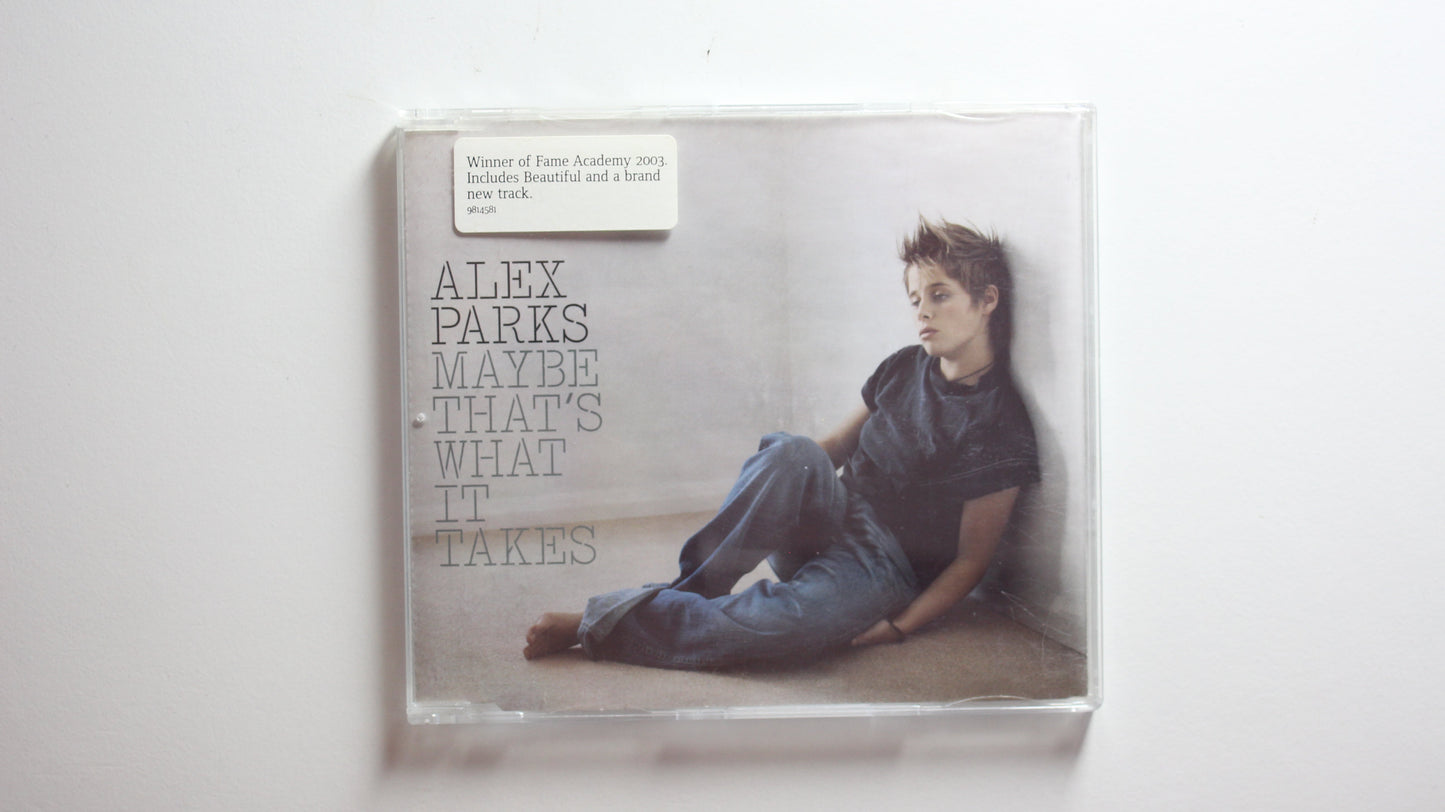 Winner of Fame Academy 2003.
Includes Beautiful and a brand
new track.
9814581
ALEX
PARKS
MAYBE
THAT'S
WHAT
IT
TAKES